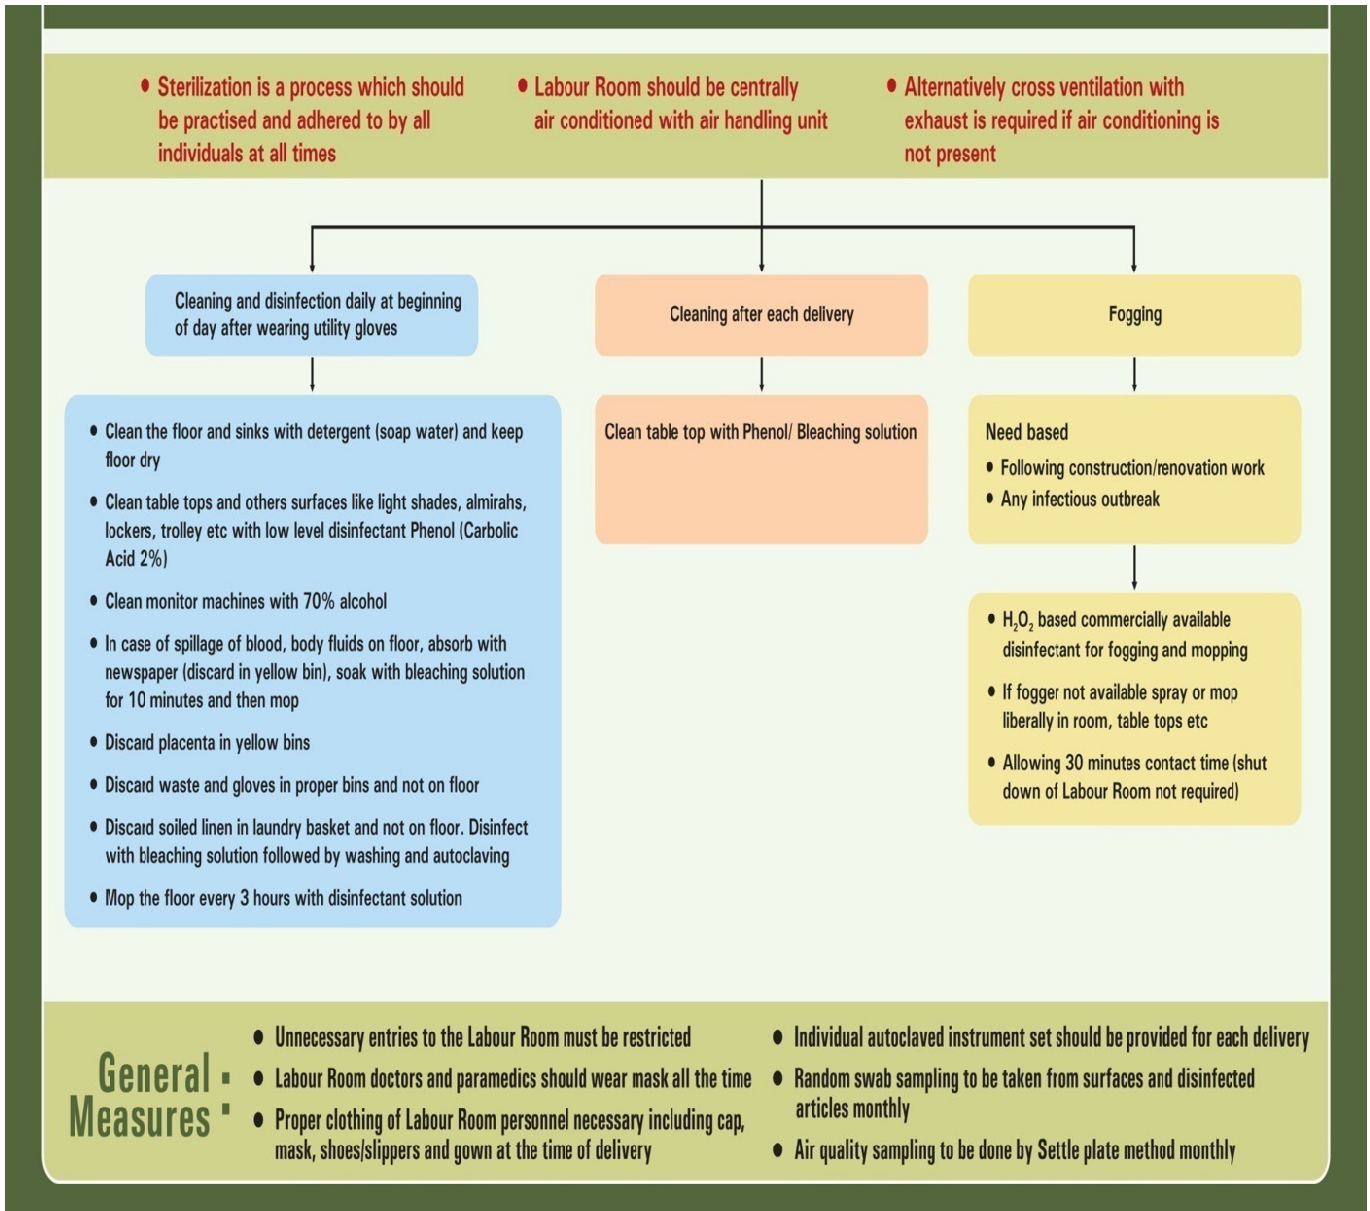 • Sterilization is a process which should
be practised and adhered to by all
individuals at all times
• Labour Room should be centrally
air conditioned with air handling unit
• Alternatively cross ventilation with
exhaust is required if air conditioning is
not present
Cleaning and disinfection daily at beginning
of day after wearing utility gloves
• Clean the floor and sinks with detergent (soap water) and keep
floor dry
• Clean table tops and others surfaces like light shades, almirahs,
lockers, trolley etc with low level disinfectant Phenol (Carbolic
Acid 2%)
• Clean monitor machines with 70% alcohol
• In case of spillage of blood, body fluids on floor, absorb with
newspaper (discard in yellow bin), soak with bleaching solution
for 10 minutes and then mop
• Discard placenta in yellow bins
• Discard waste and gloves in proper bins and not on floor
• Discard soiled linen in laundry basket and not on floor. Disinfect
with bleaching solution followed by washing and autoclaving
• Mop the floor every 3 hours with disinfectant solution
Cleaning after each delivery
Clean table top with Phenol/ Bleaching solution
Fogging
Need based
• Following construction/renovation work
• Any infectious outbreak
• H₂O₂ based commercially available
disinfectant for fogging and mopping
• If fogger not available spray or mop
liberally in room, table tops etc
• Allowing 30 minutes contact time (shut
down of Labour Room not required)
General
Measures :
• Unnecessary entries to the Labour Room must be restricted
• Labour Room doctors and paramedics should wear mask all the time
• Proper clothing of Labour Room personnel necessary including cap,
mask, shoes/slippers and gown at the time of delivery
• Individual autoclaved instrument set should be provided for each delivery
• Random swab sampling to be taken from surfaces and disinfected
articles monthly
• Air quality sampling to be done by Settle plate method monthly